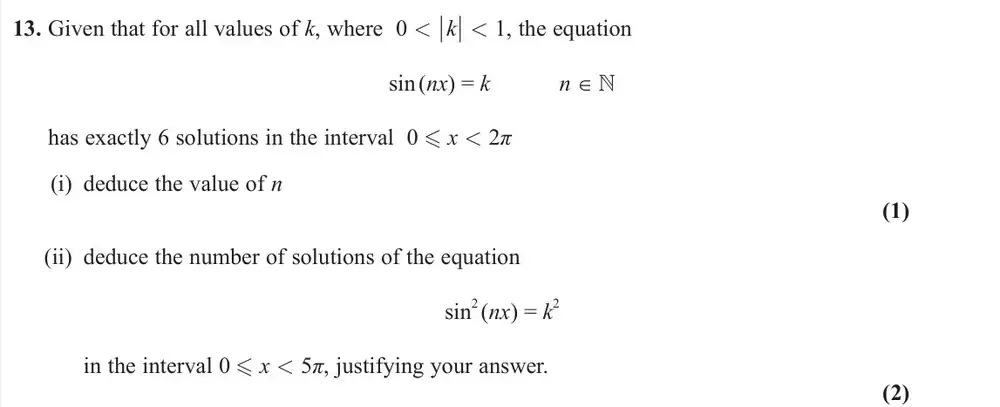 13. Given that for all values of k, where 0 < |k| < 1, the equation
sin(nx) = k n ∈ ℕ
has exactly 6 solutions in the interval 0 ⩽ x < 2π
(i) deduce the value of n
(1)
(ii) deduce the number of solutions of the equation
sin²(nx) = k²
in the interval 0 ⩽ x < 5π, justifying your answer.
(2)